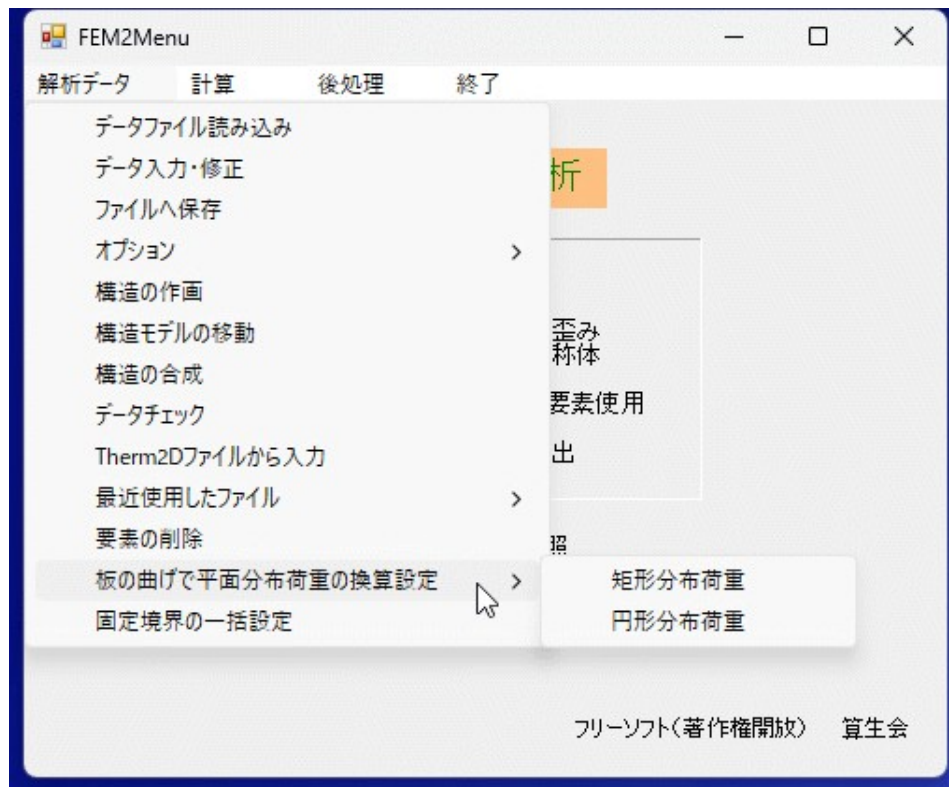 FEM2Menu
解析データ 計算 後処理 終了
データファイル読み込み
データ入力・修正
析
ファイルへ保存
オプション
構造の作画
構造モデルの移動
歪み
称体
構造の合成
データチェック
要素使用
Therm2Dファイルから入力
出
最近使用したファイル
要素の削除
照
板の曲げで平面分布荷重の換算設定
矩形分布荷重
固定境界の一括設定
円形分布荷重
フリーソフト(著作権開放) 算生会